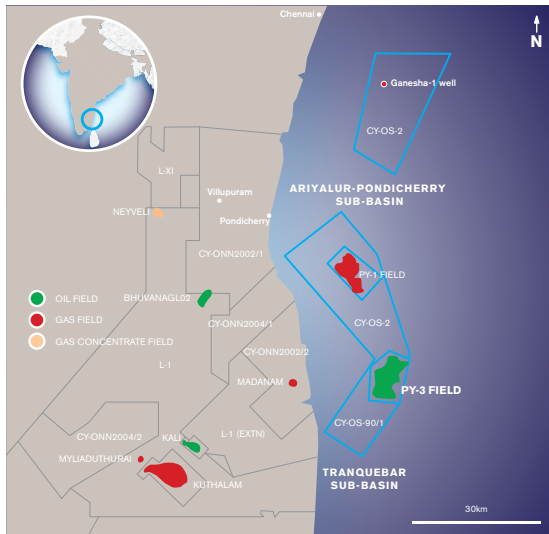 Chennai
N
Ganesha-1 well
CY-OS-2
L-XI
ARIYALUR-PONDICHERRY
SUB-BASIN
Villupuram
NEYVELI
Pondicherry
CY-ONN2002/1
PY-1 FIELD
OIL FIELD
BHUVANAGL02
GAS FIELD
CY-ONN2004/1
CY-OS-2
GAS CONCENTRATE FIELD
CY-ONN2002/2
L-1
MADANAM
PY-3 FIELD
CY-OS-90/1
CY-ONN2004/2
KALI
L-1 (EXTN)
MYLIADUTHURAI
KUTHALAM
TRANQUEBAR
SUB-BASIN
30km